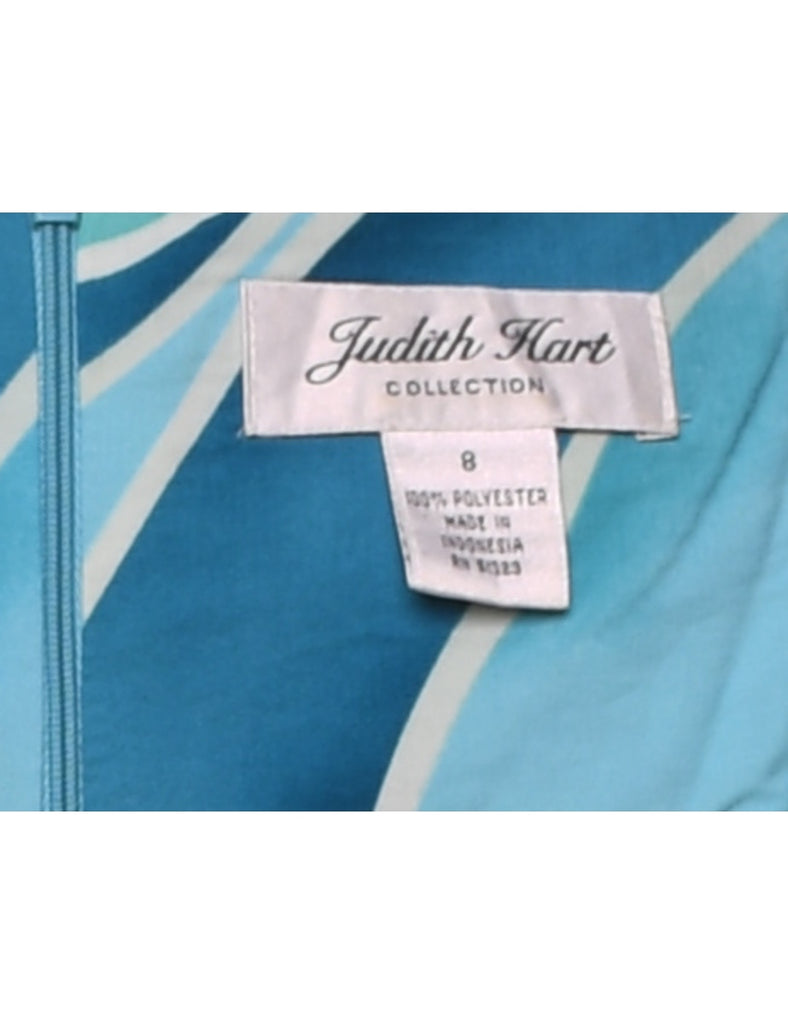 Judith Hart
COLLECTION
8
100% POLYESTER
MADE IN
INDONESIA
RN